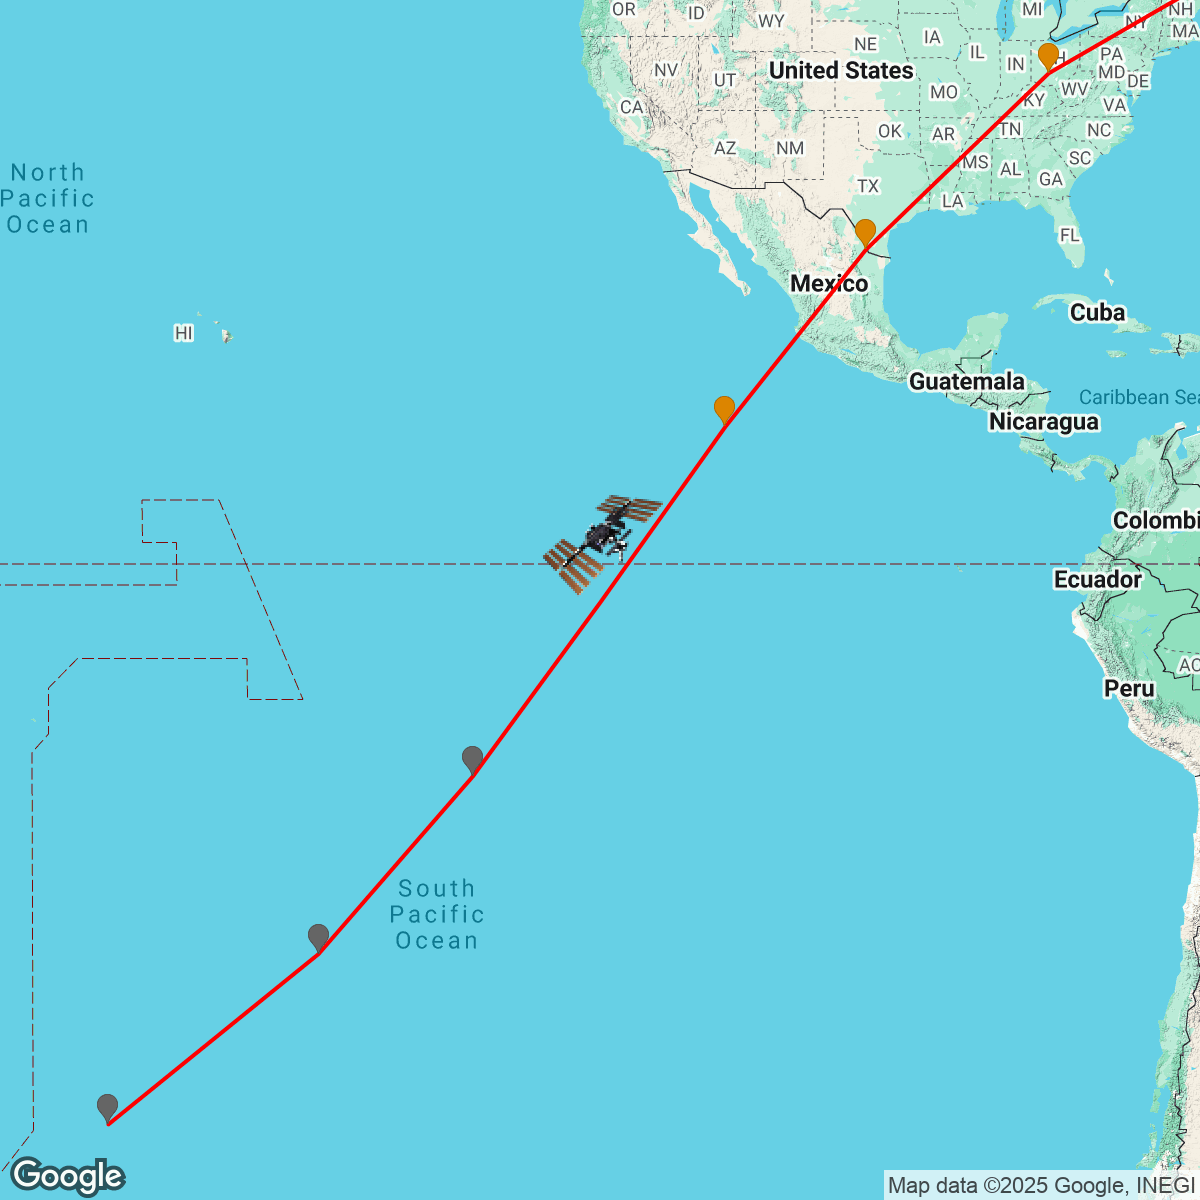 OR
ID
WY
MI
NY
NH
MA
NV
UT
NE
IA
IL
IN
PA
United States
MD
DE
CA
MO
KY
WV
VA
AZ
NM
OK
AR
TN
NC
North
Pacific
Ocean
TX
MS
AL
GA
SC
LA
FL
HI
Mexico
Cuba
Guatemala
Caribbean Sea
Nicaragua
Colombi
Ecuador
Peru
AC
South
Pacific
Ocean
Google
Map data ©2025 Google, INEGI